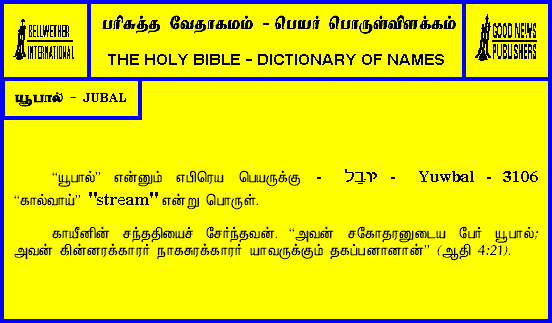 BELLWETHER
INTERNATIONAL
பரிசுத்த வேதாகமம் - பெயர் பொருள்விளக்கம்
THE HOLY BIBLE - DICTIONARY OF NAMES
GOOD NEWS
PUBLISHERS
யூபால் - JUBAL
“யூபால்” என்னும் எபிரெய பெயருக்கு - יוּבָל - Yuwbal - 3106
“கால்வாய்” "stream" என்று பொருள்.
காயீனின் சந்ததியைச் சேர்ந்தவன். “அவன் சகோதரனுடைய பேர் யூபால்;
அவன் கின்னரக்காரர் நாகசுரக்காரர் யாவருக்கும் தகப்பனானான்” (ஆதி 4:21).